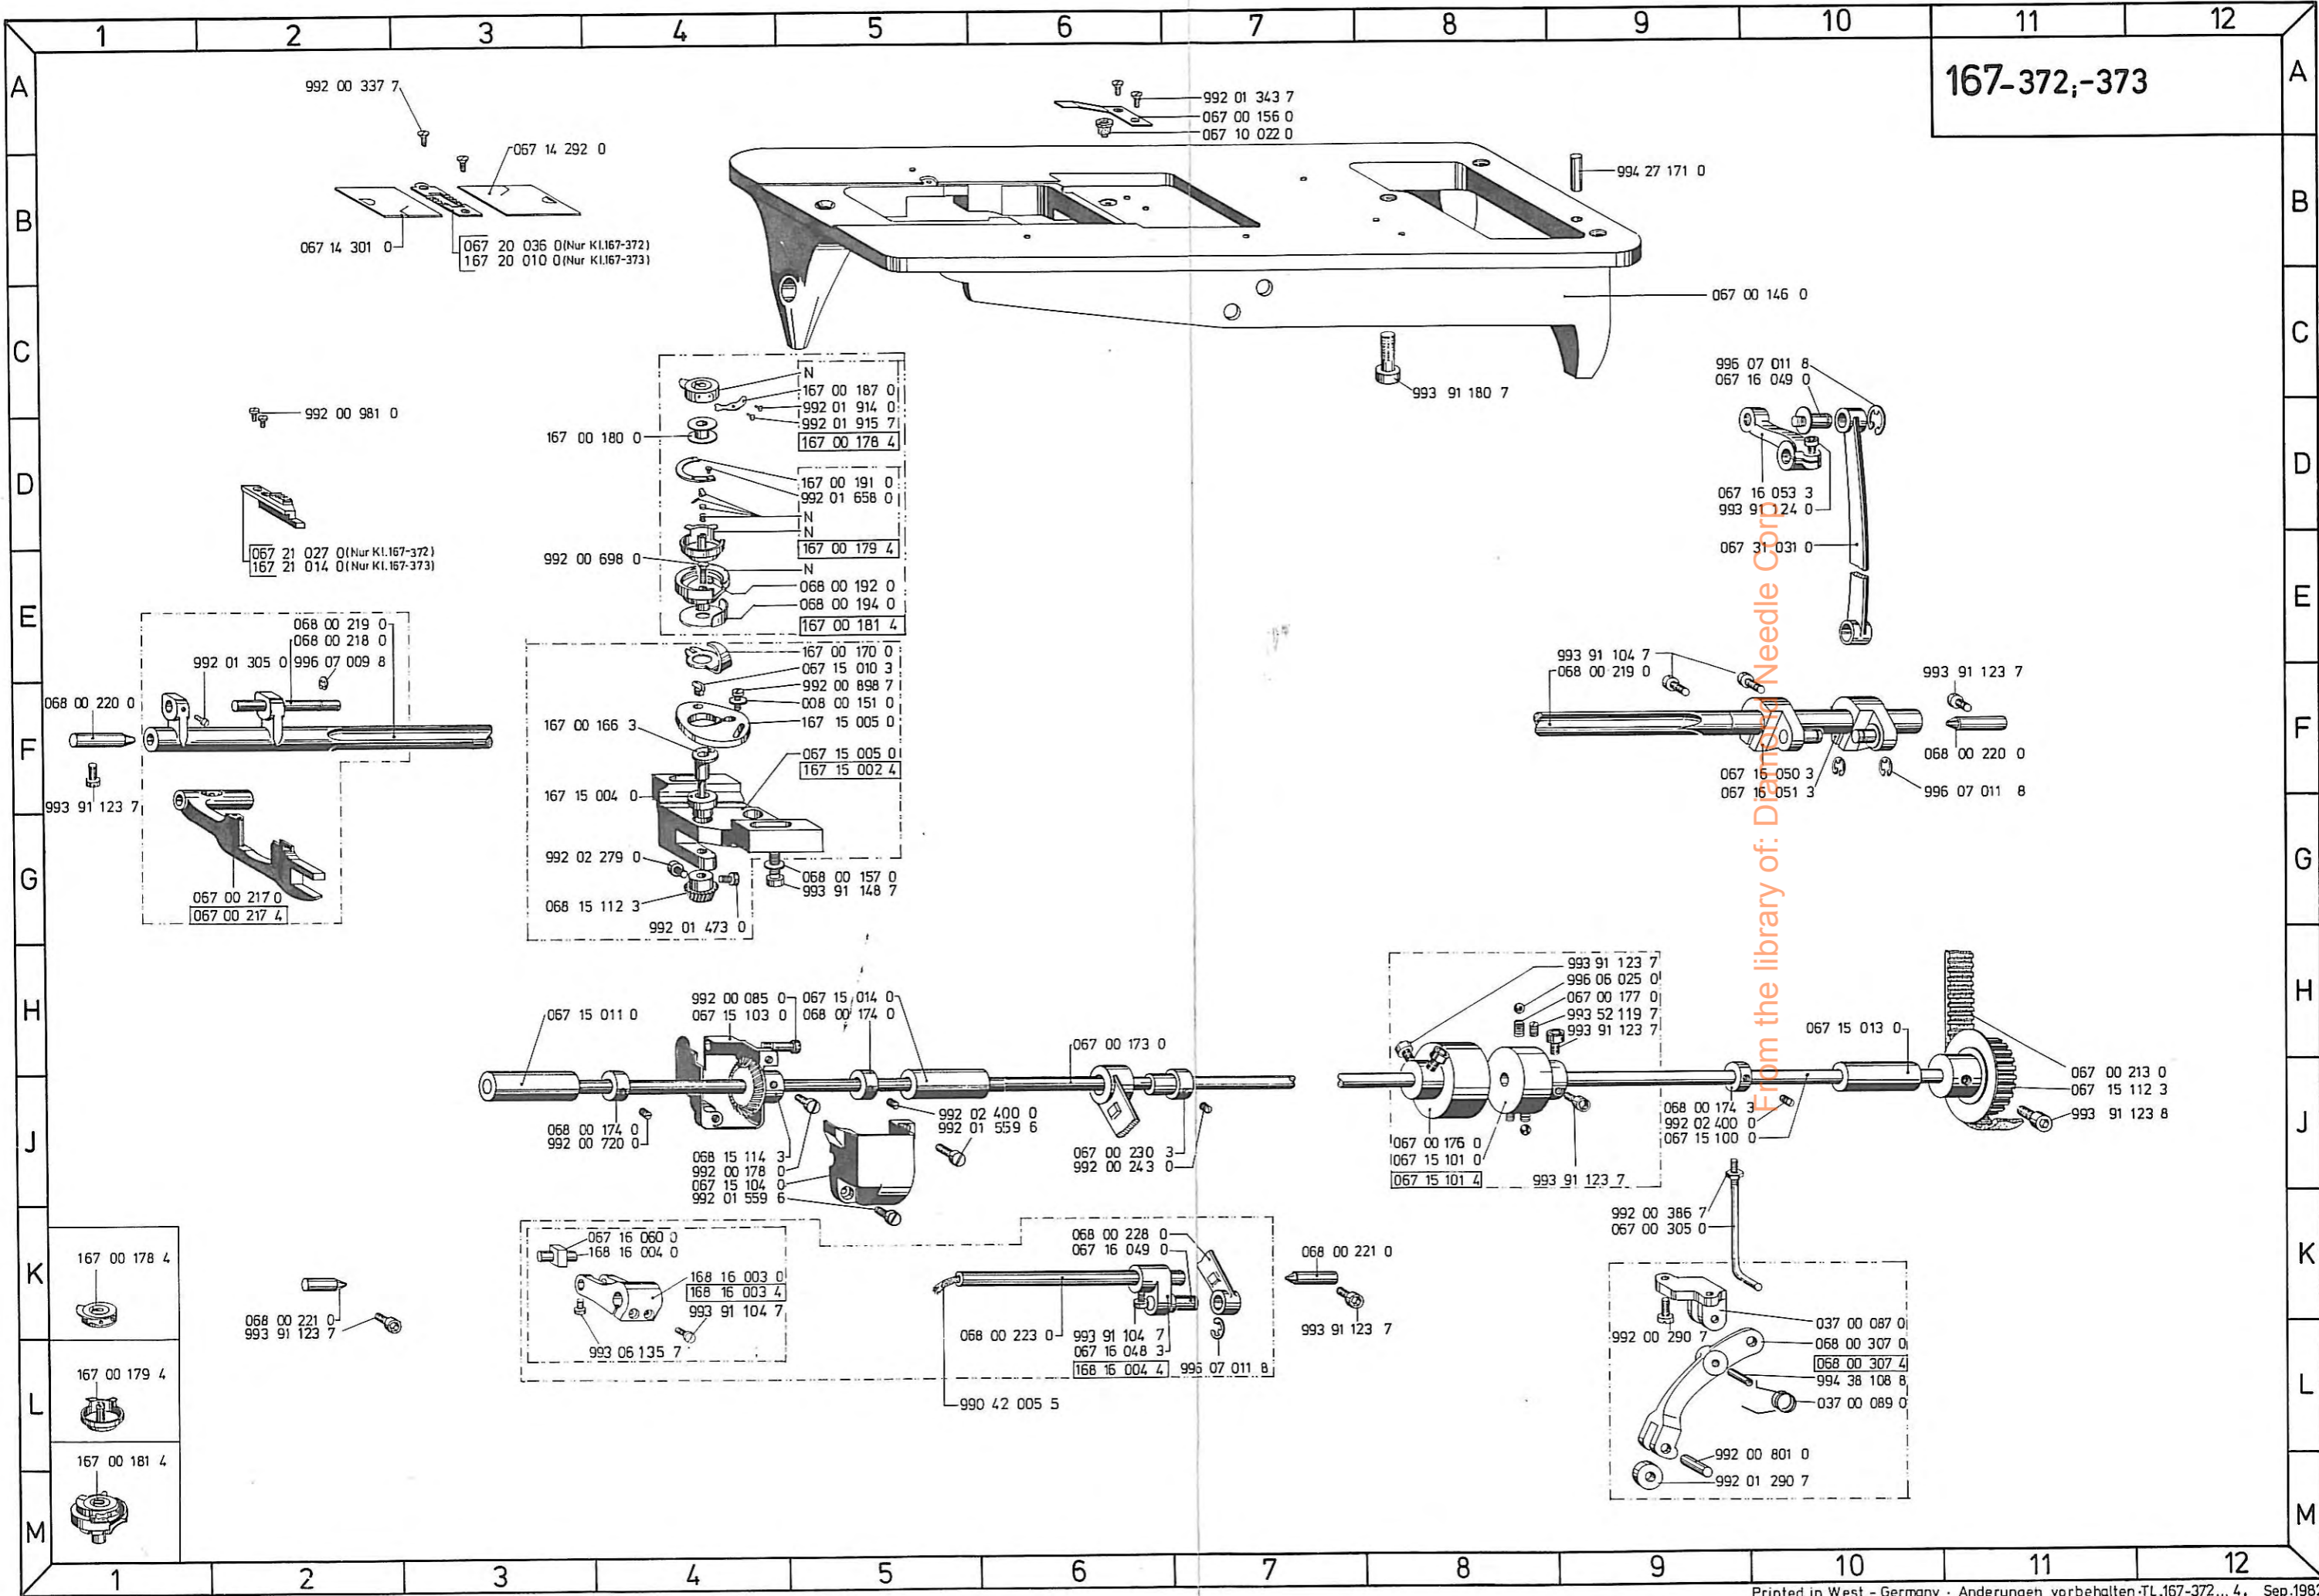 1 2 3 4 5 6 7 8 9 10 11 12
A
B
C
D
E
F
G
H
J
K
L
M
167-372;-373
992 00 337 7
067 14 292 0
067 14 301 0
067 20 036 0(Nur Kl.167-372)
167 20 010 0(Nur Kl.167-373)
992 01 343 7
067 00 156 0
067 10 022 0
994 27 171 0
067 00 146 0
993 91 180 7
992 00 981 0
067 21 027 0(Nur Kl.167-372)
167 21 014 0(Nur Kl.167-373)
N
167 00 187 0
992 01 914 0
992 01 915 7
167 00 178 4
167 00 180 0
167 00 191 0
992 01 658 0
N
N
167 00 179 4
992 00 698 0
N
068 00 192 0
068 00 194 0
167 00 181 4
996 07 011 8
067 16 049 0
067 16 053 3
993 91 124 0
067 31 031 0
068 00 219 0
068 00 218 0
992 01 305 0 996 07 009 8
068 00 220 0
993 91 123 7
067 00 217 0
067 00 217 4
167 00 170 0
067 15 010 3
992 00 898 7
008 00 151 0
167 15 005 0
167 00 166 3
067 15 005 0
167 15 002 4
167 15 004 0
992 02 279 0
068 00 157 0
993 91 148 7
068 15 112 3
992 01 473 0
993 91 104 7
068 00 219 0
993 91 123 7
068 00 220 0
067 16 050 3
067 16 051 3
996 07 011 8
067 15 011 0
992 00 085 0
067 15 103 0
067 15 014 0
068 00 174 0
067 00 173 0
068 00 174 0
992 00 720 0
992 02 400 0
992 01 559 6
068 15 114 3
992 00 178 0
067 15 104 0
992 01 559 6
067 00 230 3
992 00 243 0
993 91 123 7
996 06 025 0
067 00 177 0
993 52 119 7
993 91 123 7
067 00 176 0
067 15 101 0
067 15 101 4
993 91 123 7
067 15 013 0
067 00 213 0
067 15 112 3
993 91 123 8
068 00 174 3
992 02 400 0
067 15 100 0
992 00 386 7
067 00 305 0
167 00 178 4
167 00 179 4
167 00 181 4
068 00 221 0
993 91 123 7
067 16 060 0
168 16 004 0
168 16 003 0
168 16 003 4
993 91 104 7
993 06 135 7
068 00 228 0
067 16 049 0
068 00 221 0
993 91 123 7
068 00 223 0
993 91 104 7
067 16 048 3
168 16 004 4
996 07 011 8
990 42 005 5
037 00 087 0
992 00 290 7
068 00 307 0
068 00 307 4
994 38 108 8
037 00 089 0
992 00 801 0
992 01 290 7
From the library of: Diamond Needle Corp
A
B
C
D
E
F
G
H
J
K
L
M
1 2 3 4 5 6 7 8 9 10 11 12
Printed in West - Germany · Änderungen vorbehalten·TL.167-372... 4. Sep.198